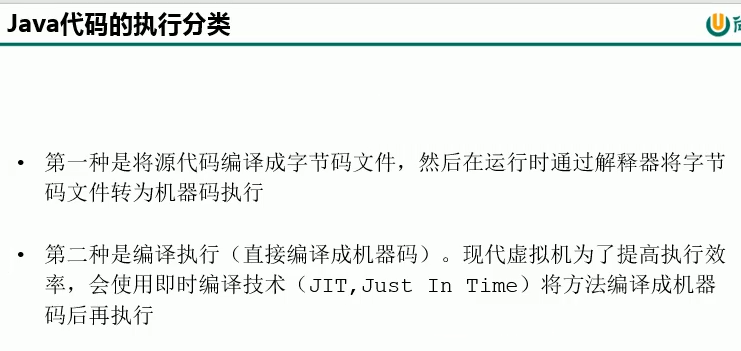 Java代码的执行分类
• 第一种是将源代码编译成字节码文件，然后在运行时通过解释器将字节
码文件转为机器码执行
• 第二种是编译执行（直接编译成机器码）。现代虚拟机为了提高执行效
率，会使用即时编译技术（JIT,Just In Time）将方法编译成机器
码后再执行